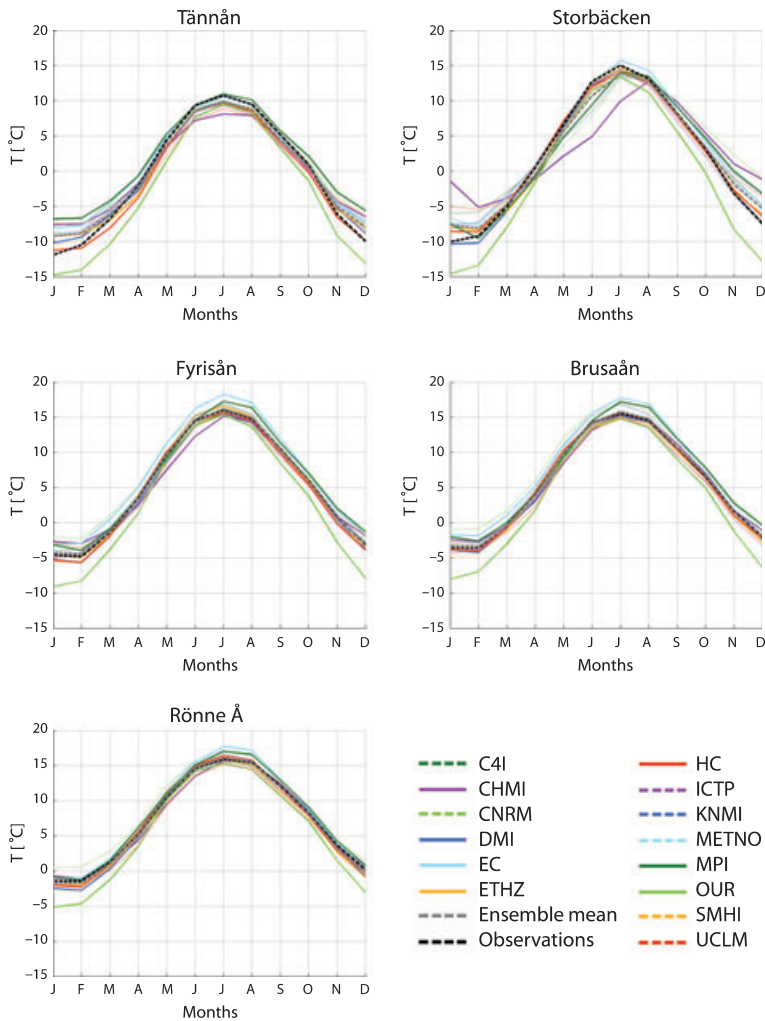 Tännån
20
15
10
5
0
–5
–10
–15
T [˚C]
J F M A M J J A S O N D
Months
Storbäcken
20
15
10
5
0
–5
–10
–15
T [˚C]
J F M A M J J A S O N D
Months
Fyrisån
20
15
10
5
0
–5
–10
–15
T [˚C]
J F M A M J J A S O N D
Months
Brusaån
20
15
10
5
0
–5
–10
–15
T [˚C]
J F M A M J J A S O N D
Months
Rönne Å
20
15
10
5
0
–5
–10
–15
T [˚C]
J F M A M J J A S O N D
Months
C4I
CHMI
CNRM
DMI
EC
ETHZ
Ensemble mean
Observations
HC
ICTP
KNMI
METNO
MPI
OUR
SMHI
UCLM